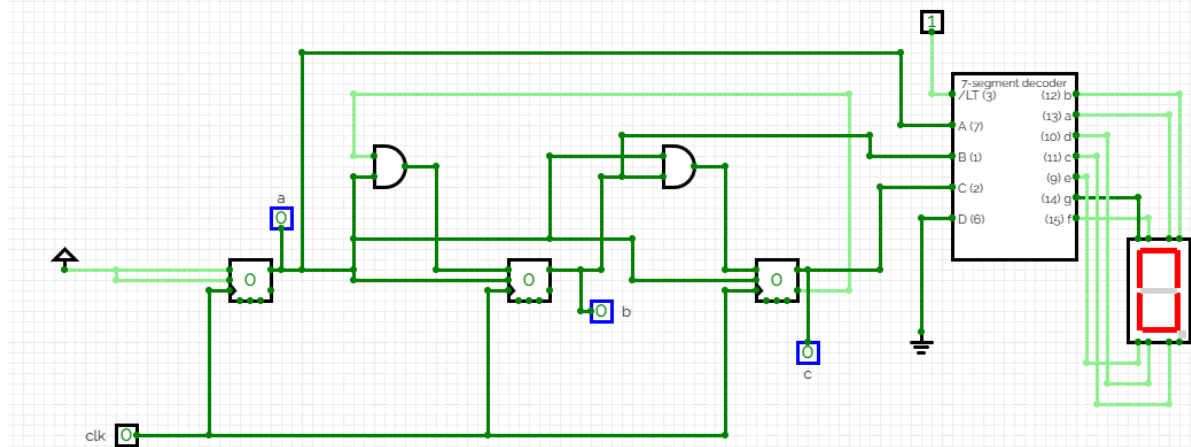 1
7-segment decoder
/LT (3) (12) b
(13) a
A (7) (10) d
B (1) (11) c
(9) e
C (2) (14) g
D (6) (15) f
a
0
0
0
0
0 b
0
c
clk 0